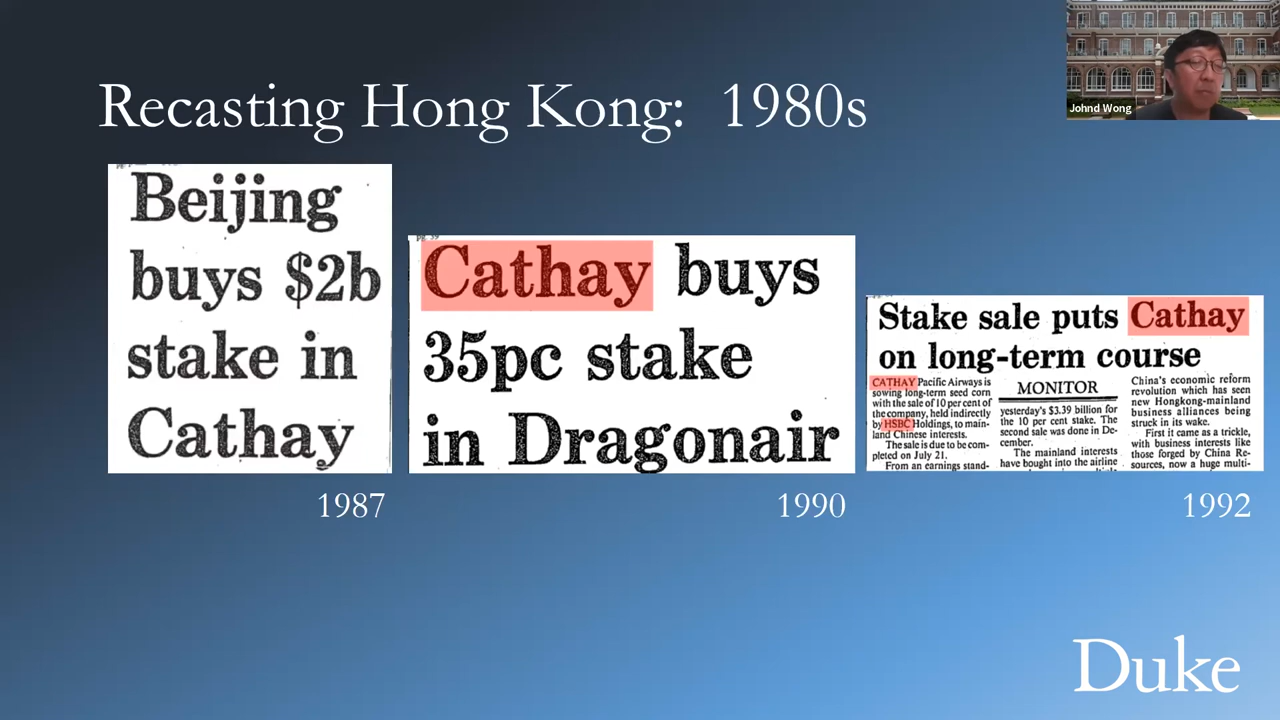 Recasting Hong Kong: 1980s
Johnd Wong
Beijing
buys $2b
stake in
Cathay
1987
Cathay buys
35pc stake
in Dragonair
1990
Stake sale puts Cathay
on long-term course
CATHAY Pacific Airways is
sowing long-term seed corn
with the sale of 10 per cent of
the company, held indirectly
by HSBC Holdings, to main-
land Chinese interests.
The sale is due to be com-
pleted on July 21.
From an earnings stand-
MONITOR
yesterday's $3.39 billion for
the 10 per cent stake. The
second sale was done in De-
cember.
The mainland interests
have bought into the airline
China's economic reform
revolution which has seen
new Hongkong-mainland
business alliances being
struck in its wake.
First it came as a trickle,
with business interests like
those forged by China Re-
sources, now a huge multi-
1992
Duke